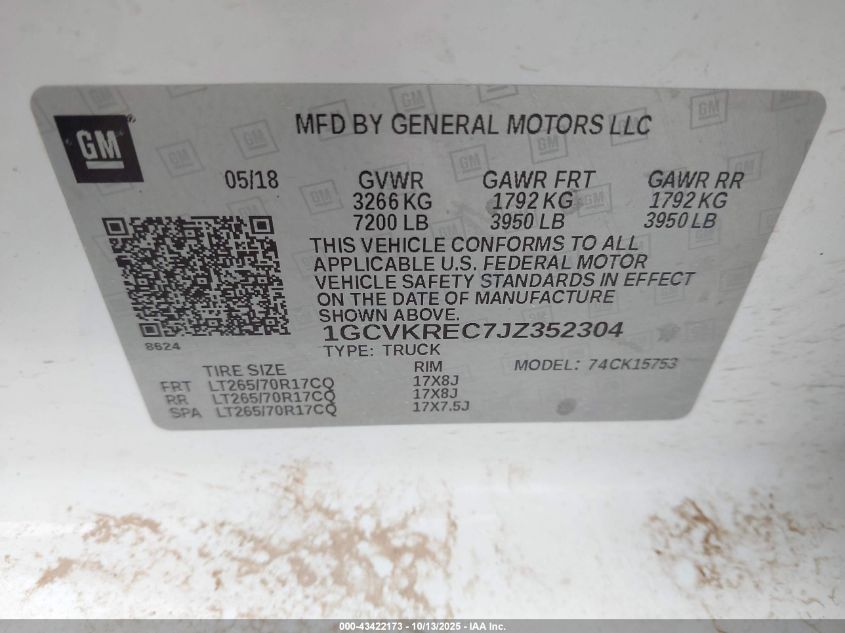 GM
MFD BY GENERAL MOTORS LLC
05/18 GVWR GAWR FRT GAWR RR
3266 KG 1792 KG 1792 KG
7200 LB 3950 LB 3950 LB
THIS VEHICLE CONFORMS TO ALL
APPLICABLE U.S. FEDERAL MOTOR
VEHICLE SAFETY STANDARDS IN EFFECT
ON THE DATE OF MANUFACTURE
SHOWN ABOVE.
1GCVKREC7JZ352304
8624
TYPE: TRUCK
TIRE SIZE RIM MODEL: 74CK15753
FRT LT265/70R17CQ 17X8J
RR LT265/70R17CQ 17X8J
SPA LT265/70R17CQ 17X7.5J
000-43422173 - 10/13/2025 - IAA Inc.